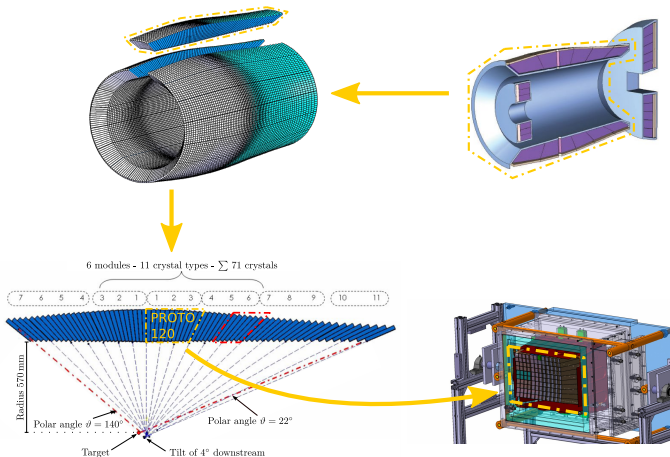 6 modules - 11 crystal types - ∑ 71 crystals
7 6 5 4 3 2 1 1 2 3 4 5 6 7 8 9 10 11
PROTO
120
Radius 570 mm
Polar angle ϑ = 140°
Polar angle ϑ = 22°
Target
Tilt of 4° downstream